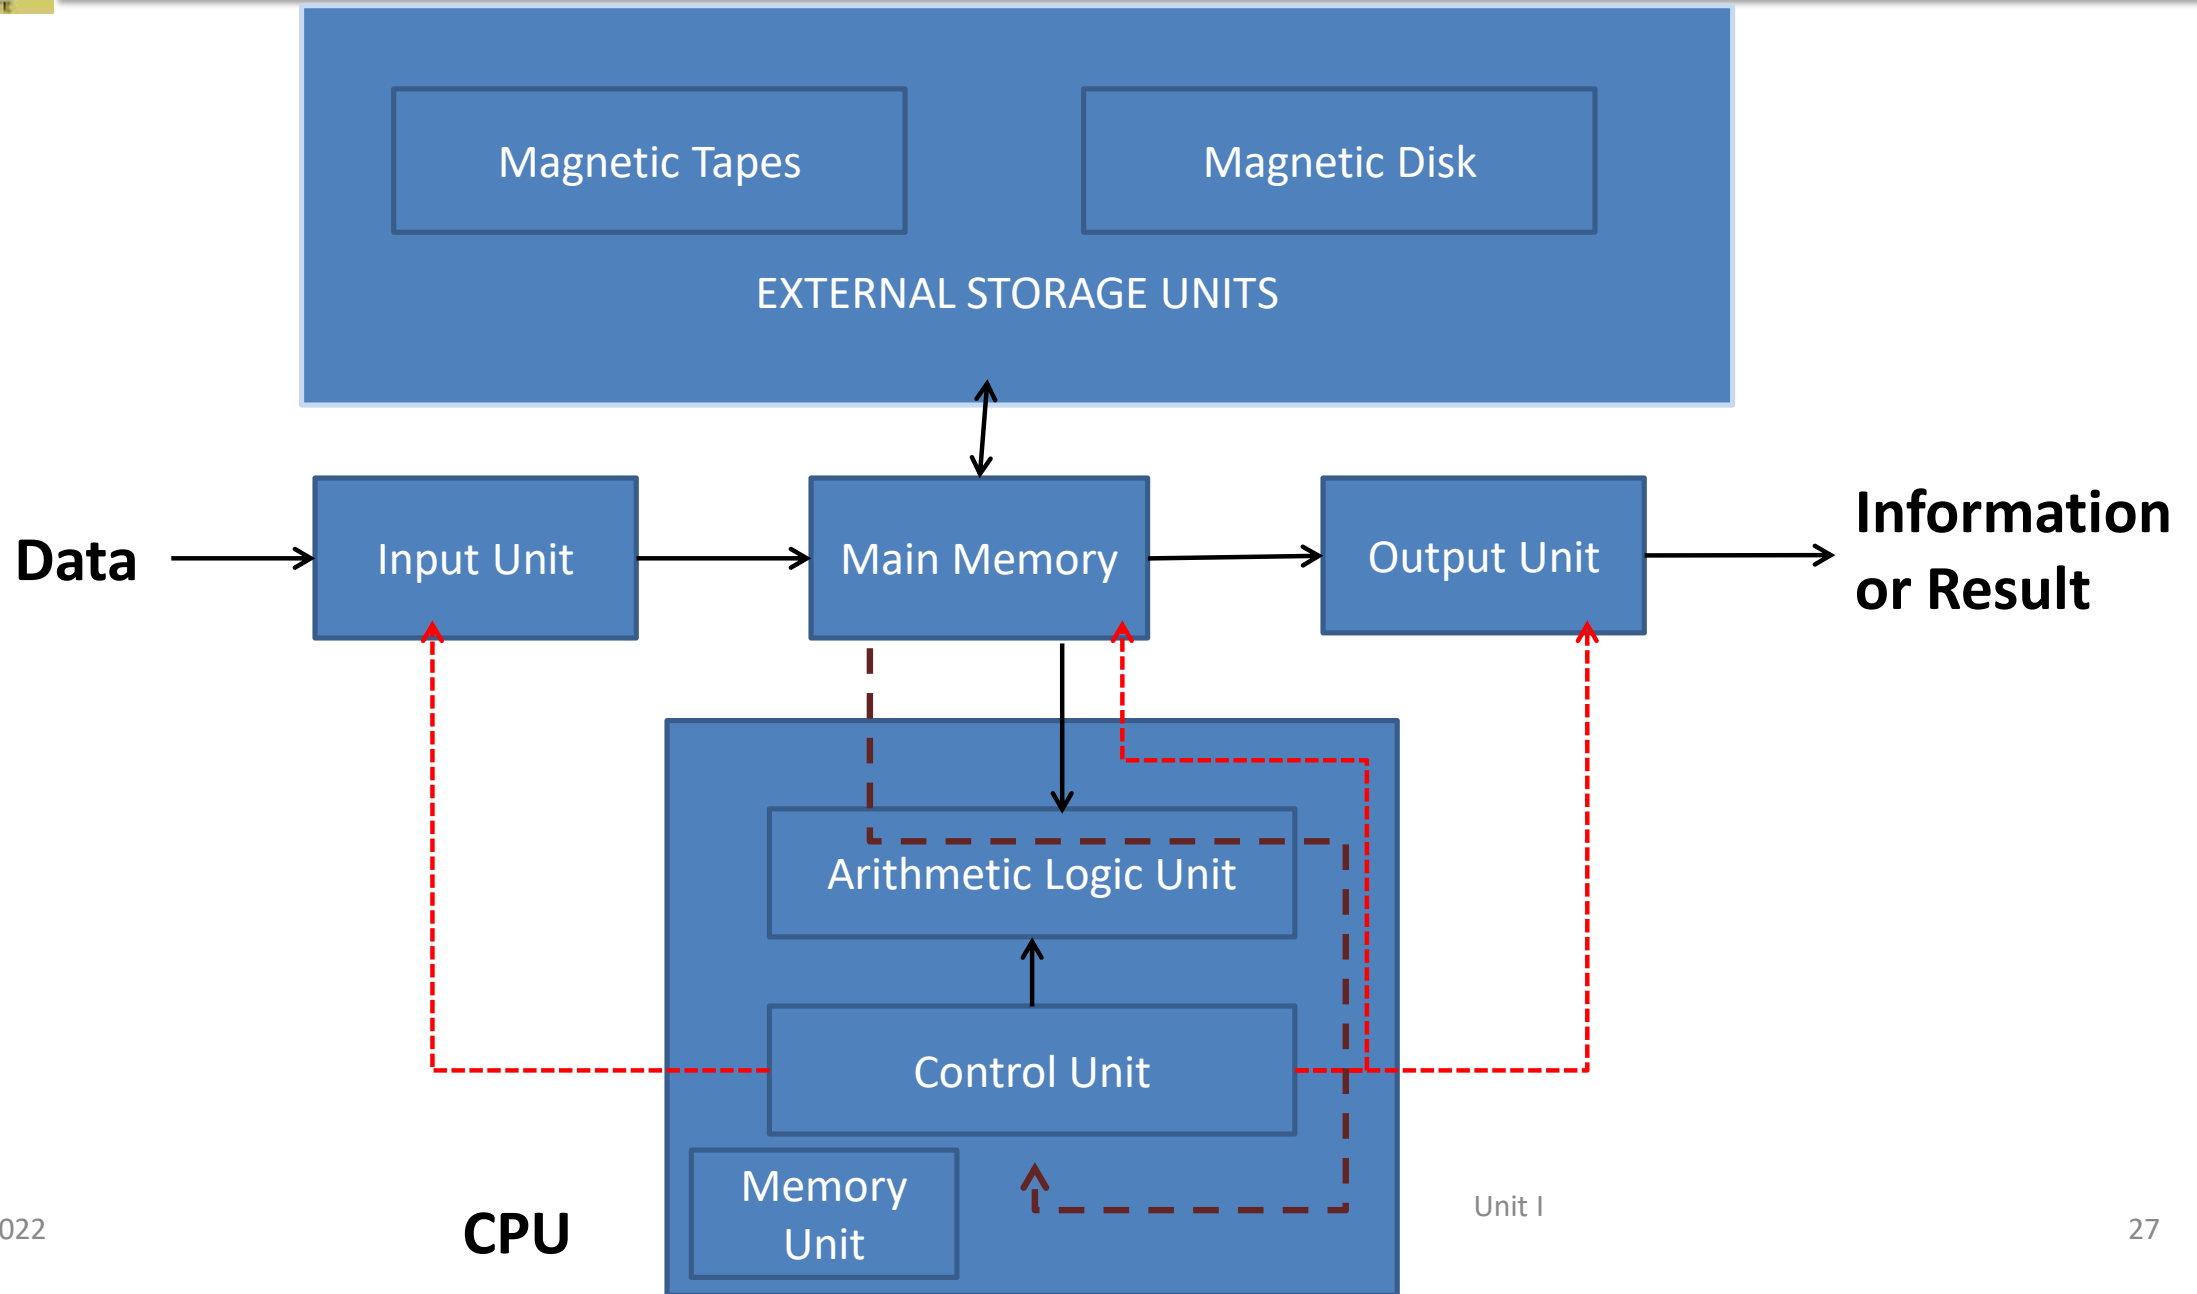 Magnetic Tapes
Magnetic Disk
EXTERNAL STORAGE UNITS
Data
Input Unit
Main Memory
Output Unit
Information
or Result
Arithmetic Logic Unit
Control Unit
Memory
Unit
CPU
Unit I
022
27